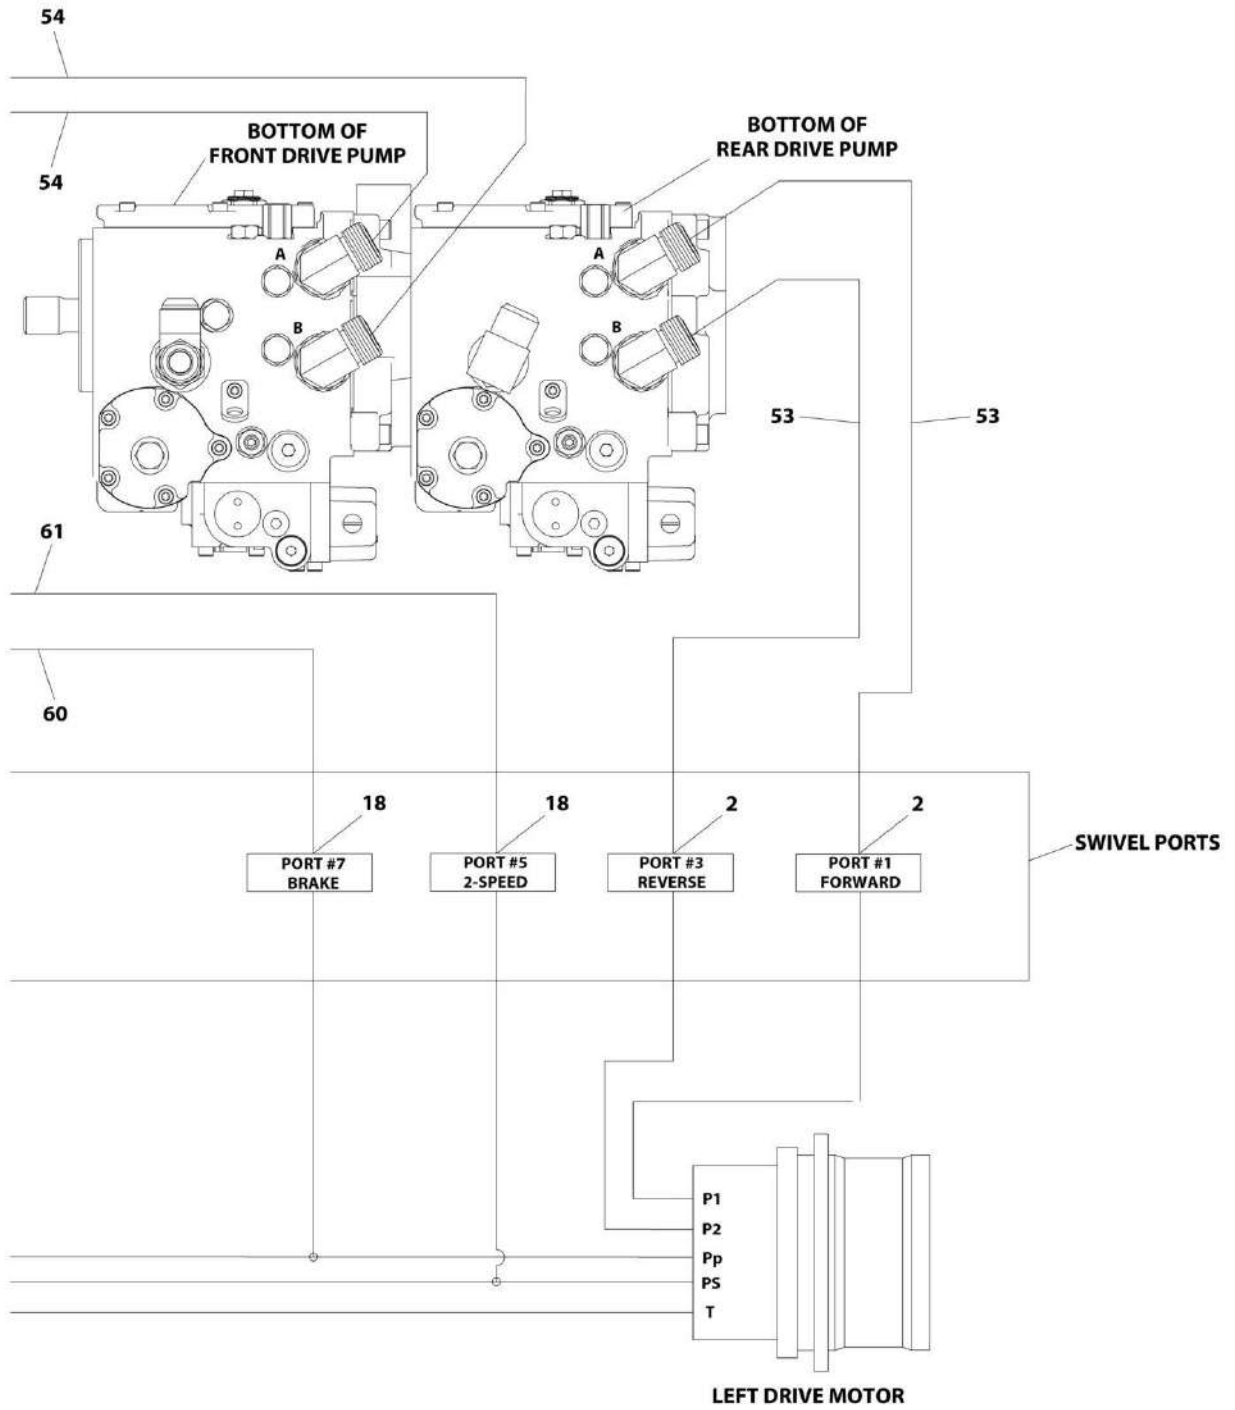 54
54
BOTTOM OF
FRONT DRIVE PUMP
BOTTOM OF
REAR DRIVE PUMP
A
B
A
B
53
53
61
60
18
18
2
2
PORT #7
BRAKE
PORT #5
2-SPEED
PORT #3
REVERSE
PORT #1
FORWARD
SWIVEL PORTS
P1
P2
Pp
PS
T
LEFT DRIVE MOTOR